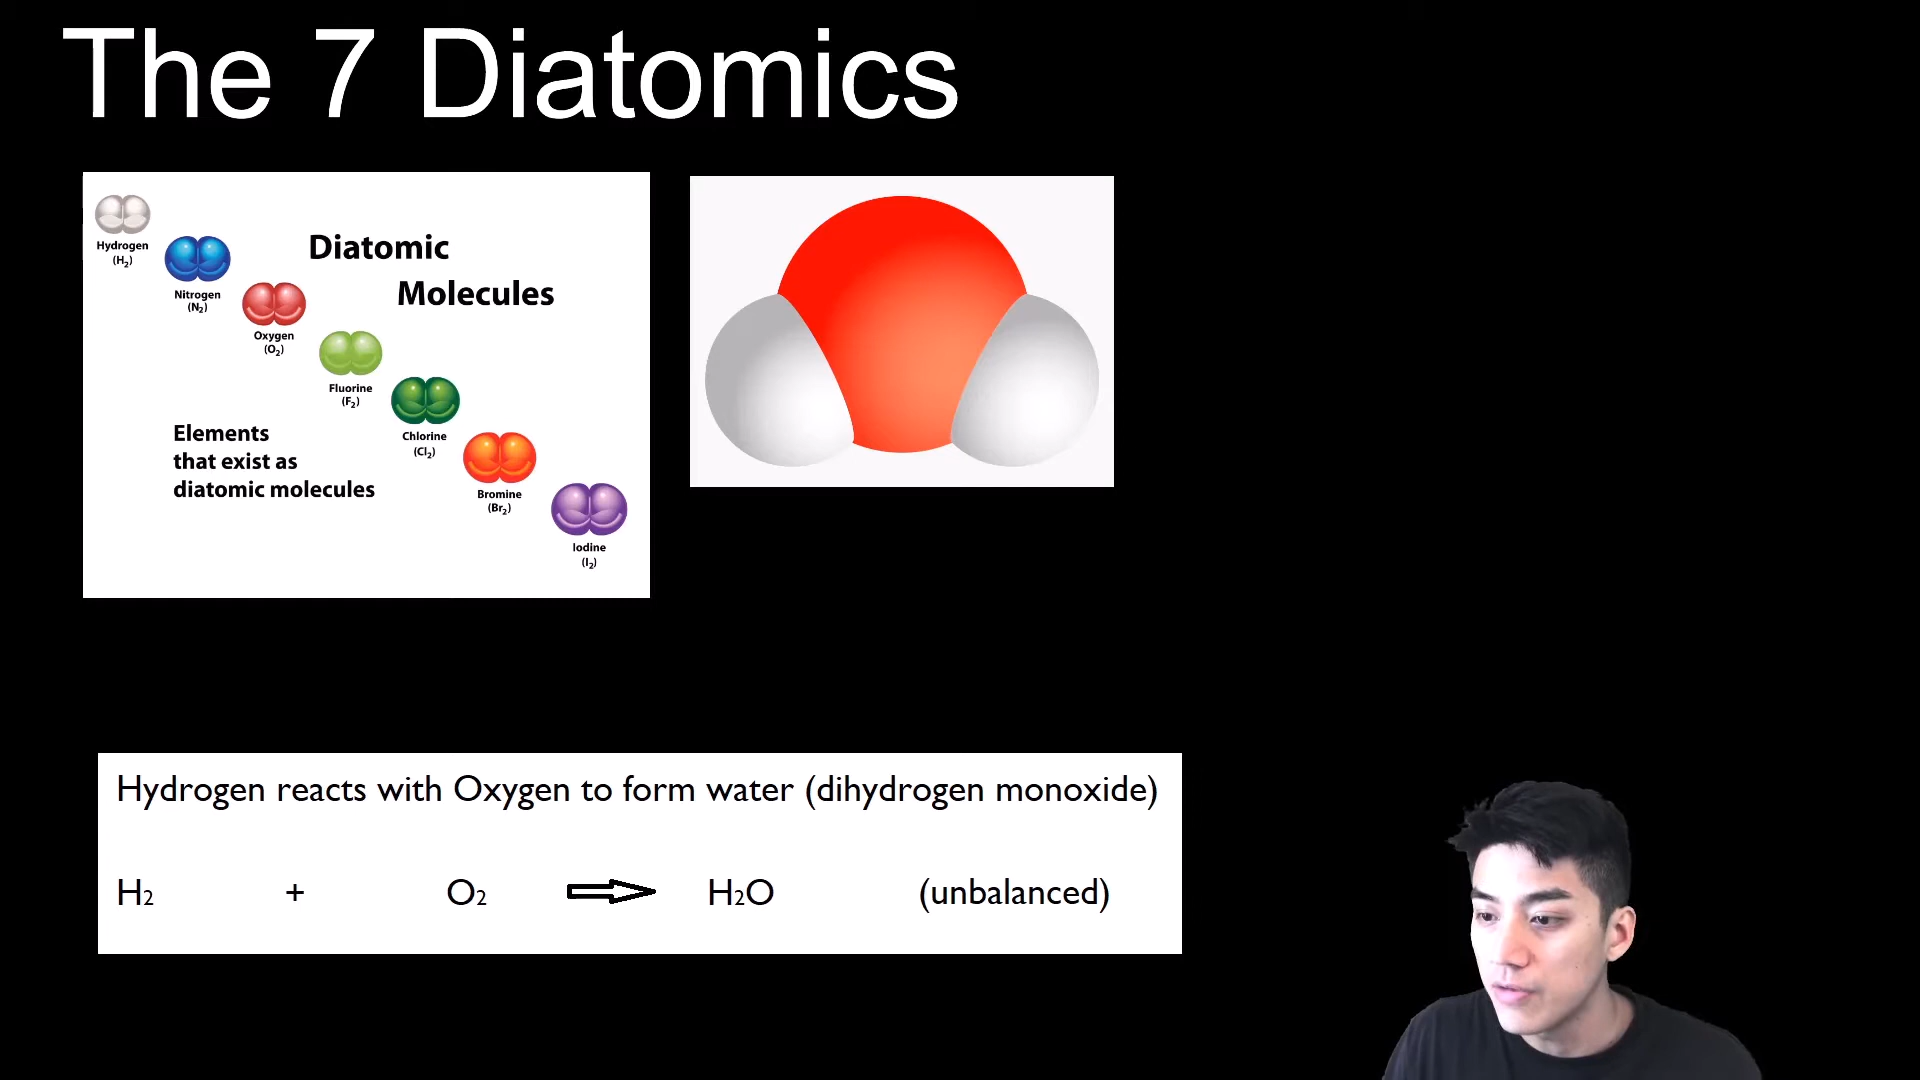 The 7 Diatomics
Hydrogen
(H₂)
Nitrogen
(N₂)
Oxygen
(O₂)
Fluorine
(F₂)
Chlorine
(Cl₂)
Bromine
(Br₂)
Iodine
(I₂)
Diatomic
Molecules
Elements
that exist as
diatomic molecules
Hydrogen reacts with Oxygen to form water (dihydrogen monoxide)
H₂ + O₂ ⇨ H₂O (unbalanced)